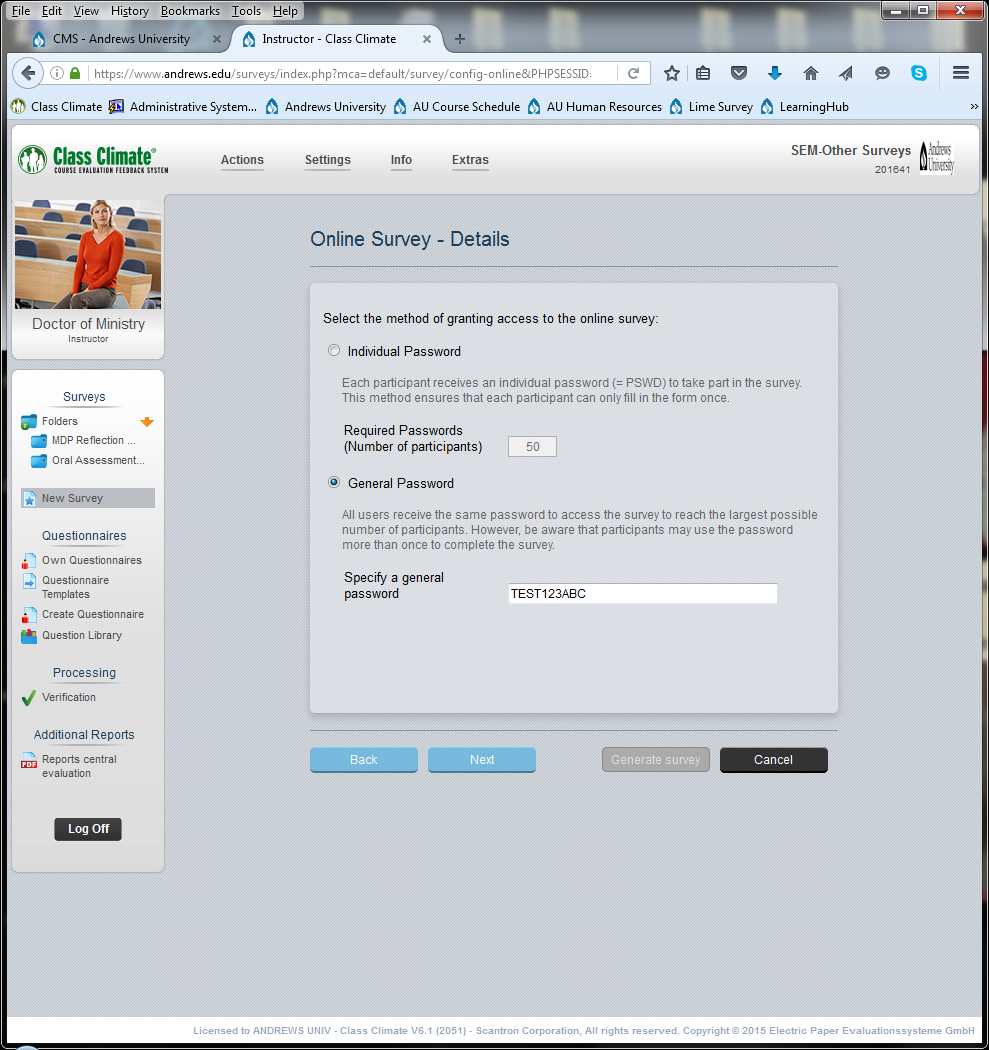 File Edit View History Bookmarks Tools Help
CMS - Andrews University
Instructor - Class Climate
https://www.andrews.edu/surveys/index.php?mca=default/survey/config-online&PHPSESSID:
Class Climate Administrative System... Andrews University AU Course Schedule AU Human Resources Lime Survey LearningHub »
Class Climate®
COURSE EVALUATION FEEDBACK SYSTEM
Actions Settings Info Extras
SEM-Other Surveys
201641
Andrews
University
Doctor of Ministry
Instructor
Surveys
Folders
MDP Reflection ...
Oral Assessment...
New Survey
Questionnaires
Own Questionnaires
Questionnaire
Templates
Create Questionnaire
Question Library
Processing
Verification
Additional Reports
PDF
Reports central
evaluation
Log Off
Online Survey - Details
Select the method of granting access to the online survey:
Individual Password
Each participant receives an individual password (= PSWD) to take part in the survey.
This method ensures that each participant can only fill in the form once.
Required Passwords
(Number of participants) 50
General Password
All users receive the same password to access the survey to reach the largest possible
number of participants. However, be aware that participants may use the password
more than once to complete the survey.
Specify a general
password TEST123ABC
Back Next Generate survey Cancel
Licensed to ANDREWS UNIV - Class Climate V6.1 (2051) - Scantron Corporation, All rights reserved. Copyright © 2015 Electric Paper Evaluationssysteme GmbH